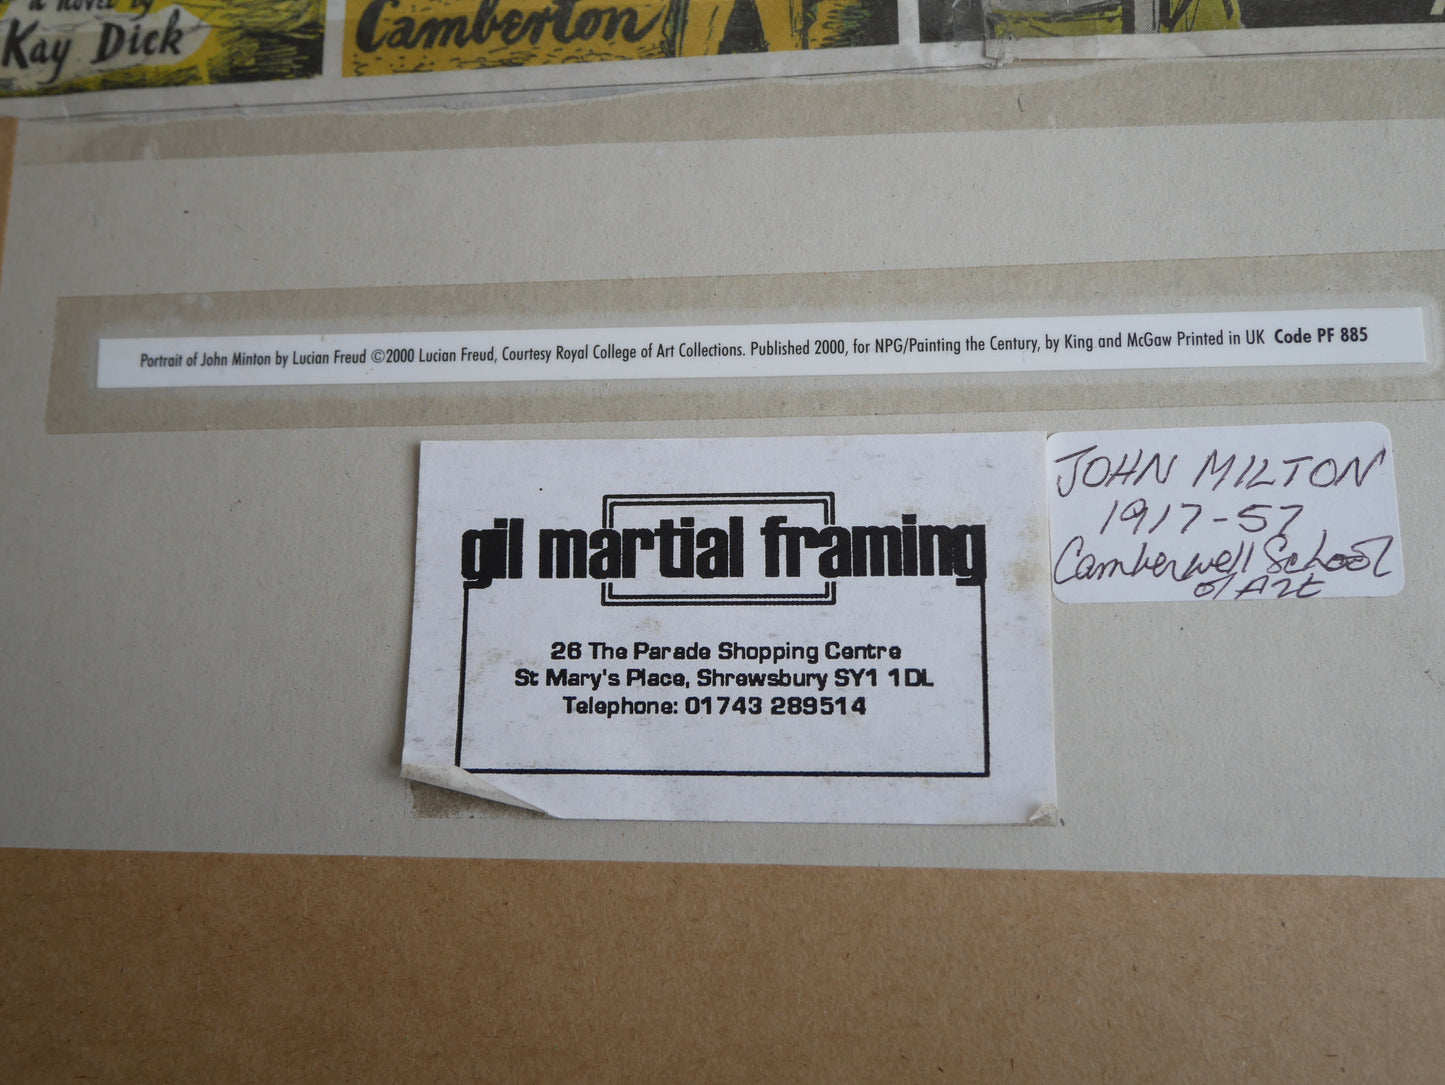 a novel by
Kay Dick
Camberton
Portrait of John Minton by Lucian Freud ©2000 Lucian Freud, Courtesy Royal College of Art Collections. Published 2000, for NPG/Painting the Century, by King and McGaw Printed in UK Code PF 885
gil martial framing
26 The Parade Shopping Centre
St Mary's Place, Shrewsbury SY1 1DL
Telephone: 01743 289514
JOHN MILTON
1917-57
Camberwell School
of Art